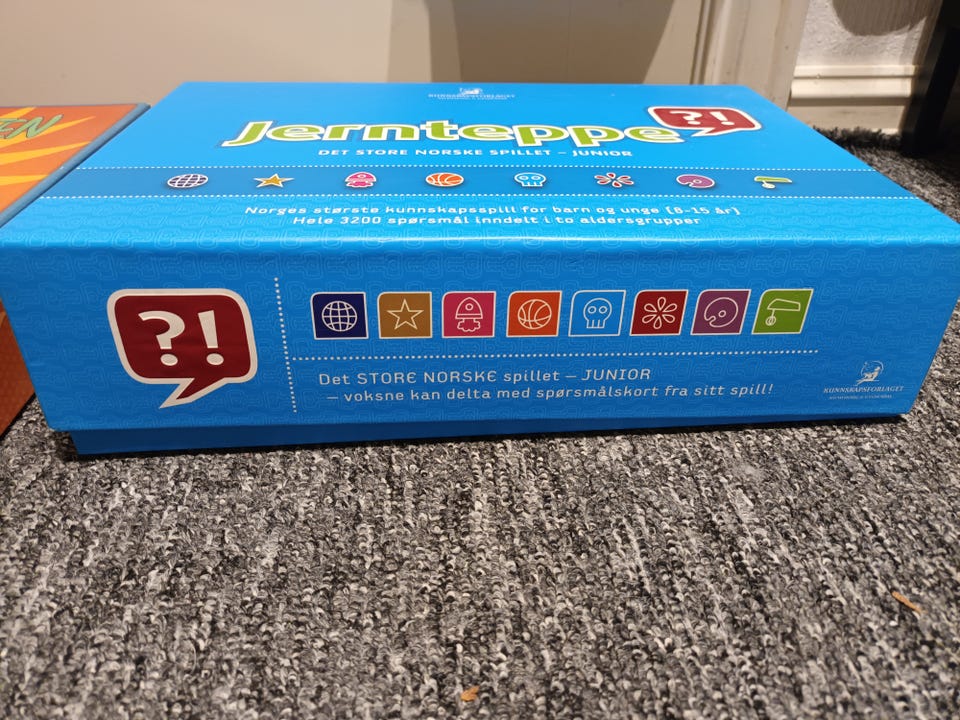 KUNNSKAPSFORLAGET
Jernteppe ?!
DET STORE NORSKE SPILLET – JUNIOR
Norges største kunnskapsspill for barn og unge (8–15 år)
Hele 3200 spørsmål inndelt i to aldersgrupper
?!
Det STORE NORSKE spillet – JUNIOR
– voksne kan delta med spørsmålskort fra sitt spill!
KUNNSKAPSFORLAGET